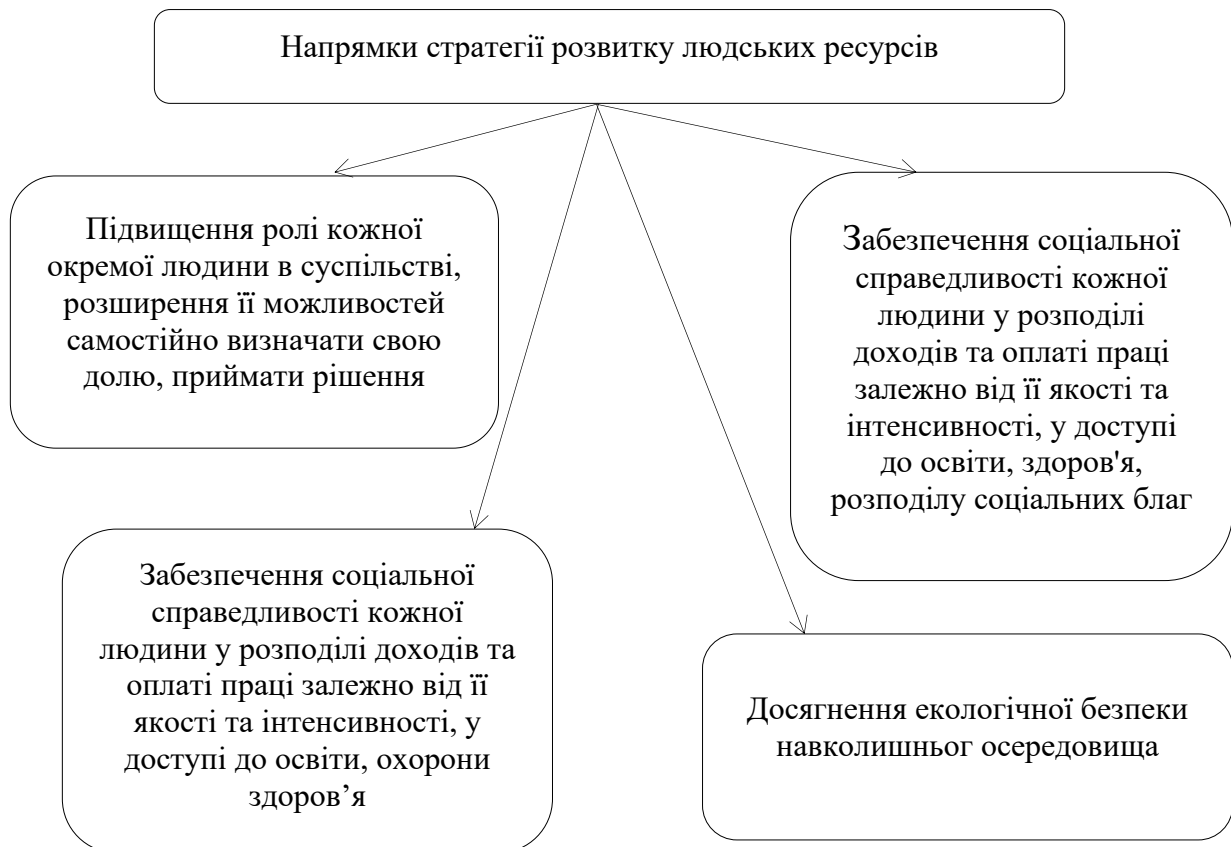 Напрямки стратегії розвитку людських ресурсів
Підвищення ролі кожної
окремої людини в суспільстві,
розширення її можливостей
самостійно визначати свою
долю, приймати рішення
Забезпечення соціальної
справедливості кожної
людини у розподілі
доходів та оплаті праці
залежно від її якості та
інтенсивності, у доступі
до освіти, здоров'я,
розподілу соціальних благ
Забезпечення соціальної
справедливості кожної
людини у розподілі доходів та
оплаті праці залежно від її
якості та інтенсивності, у
доступі до освіти, охорони
здоров’я
Досягнення екологічної безпеки
навколишньог осередовища